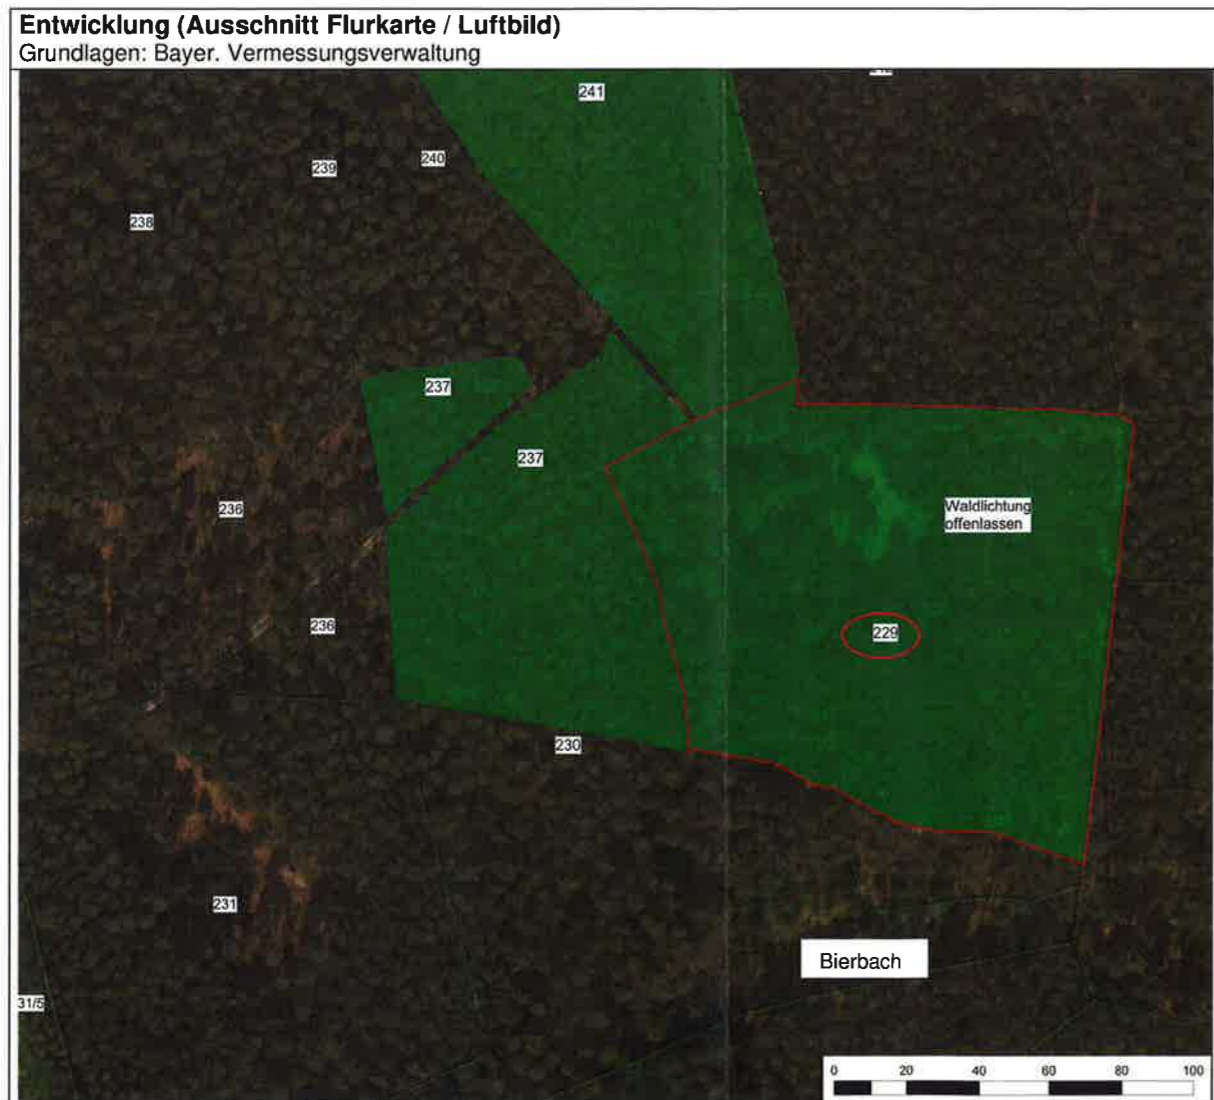 Entwicklung (Ausschnitt Flurkarte / Luftbild)
Grundlagen: Bayer. Vermessungsverwaltung
241
240
239
238
237
237
Waldlichtung
offenlassen
236
229
236
230
231
Bierbach
31/5
0 20 40 60 80 100